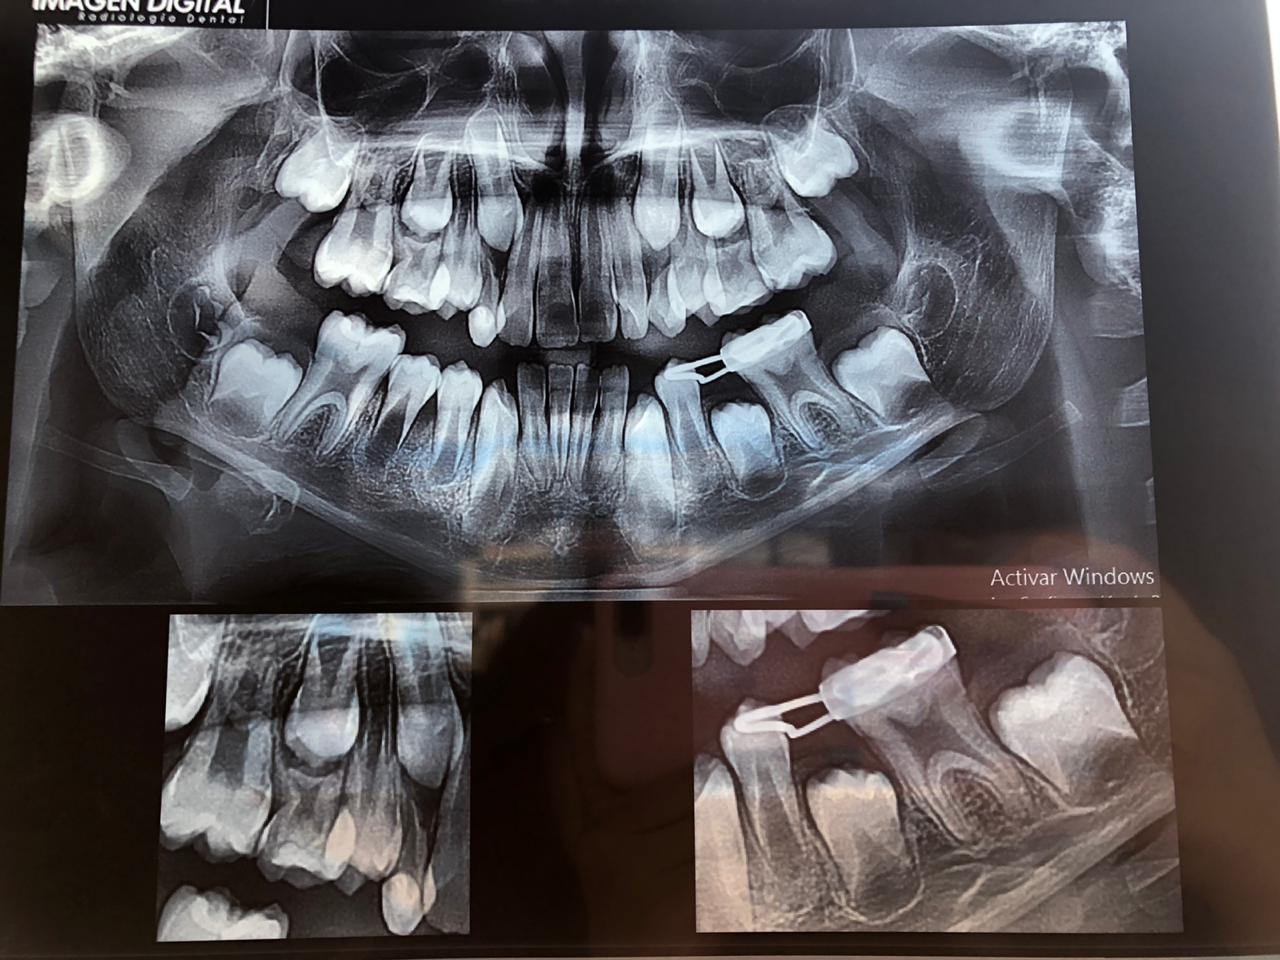 IMAGEN DIGITAL
Radiología Dental
Activar Windows